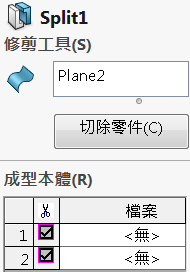 Split1
修剪工具(S)
Plane2
切除零件(C)
成型本體(R)
檔案
1 <無>
2 <無>